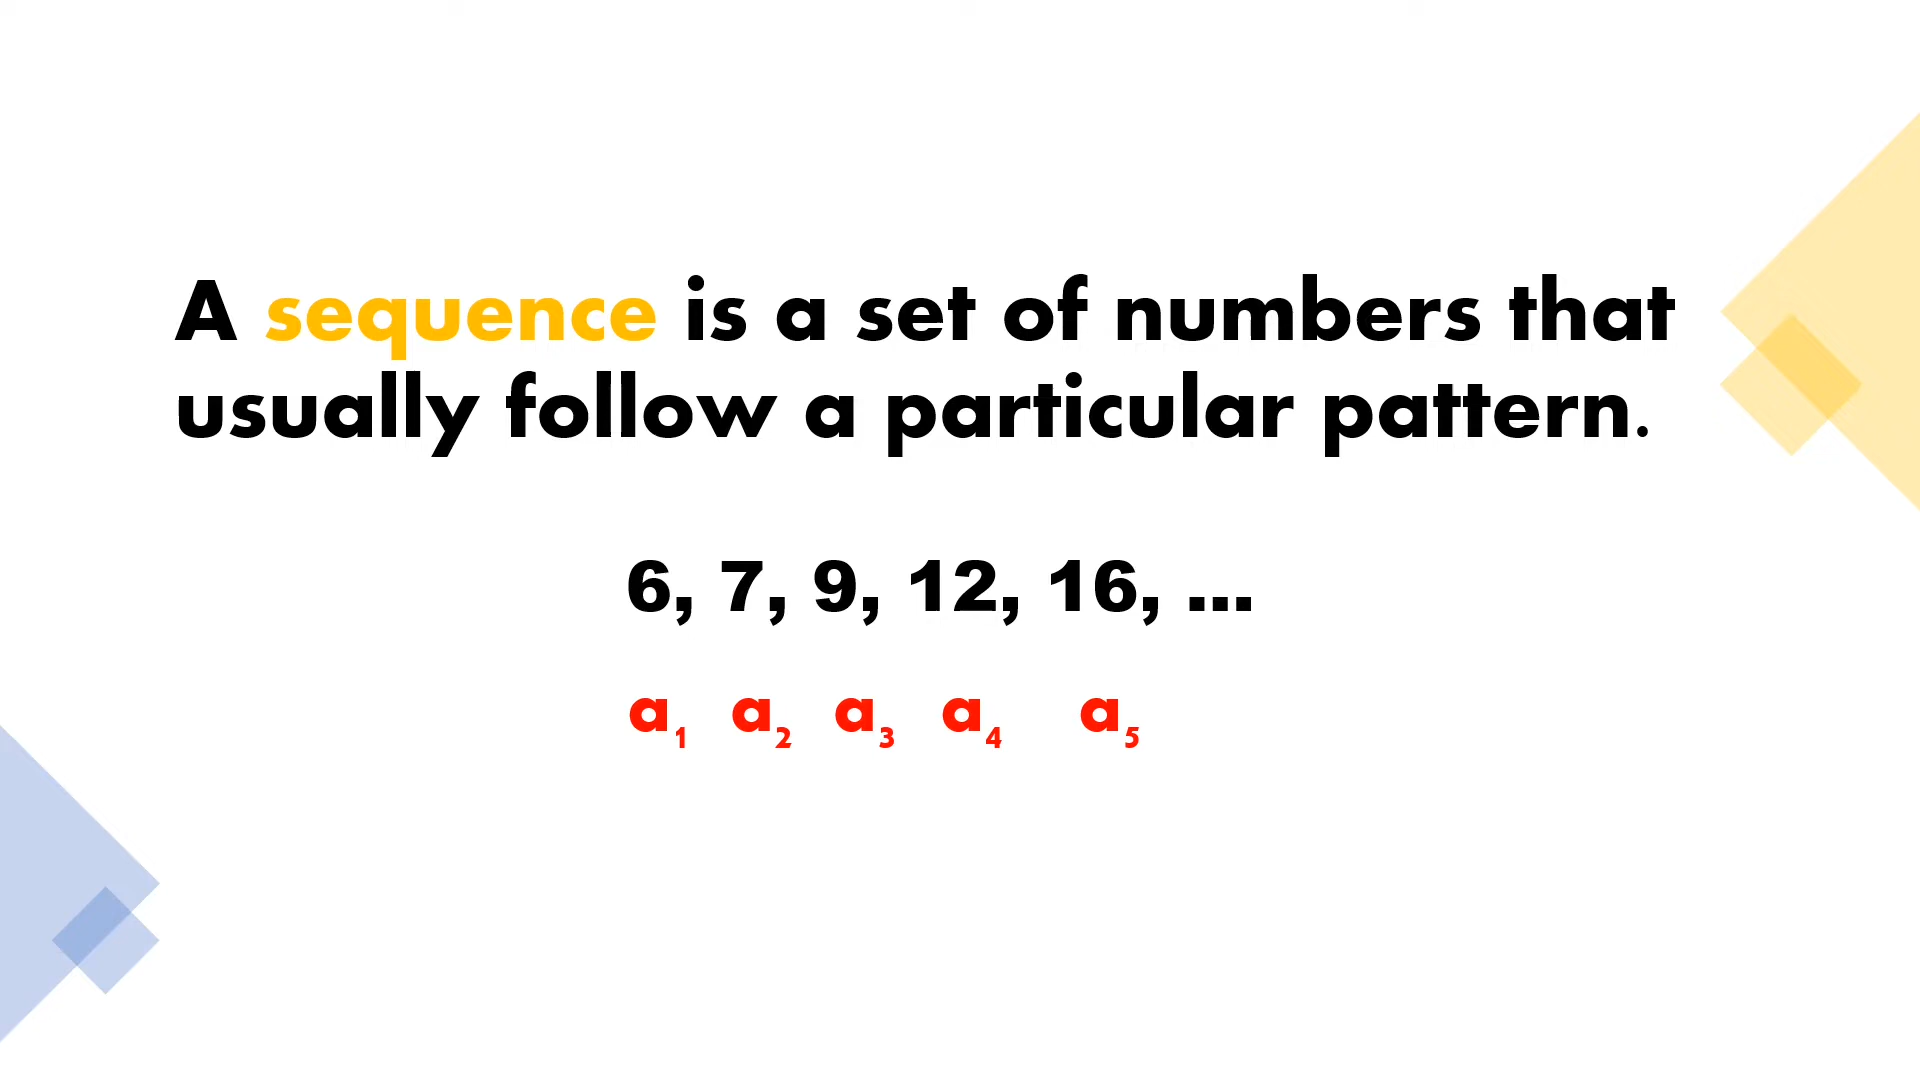 A sequence is a set of numbers that
usually follow a particular pattern.
6, 7, 9, 12, 16, ...
a₁ a₂ a₃ a₄ a₅